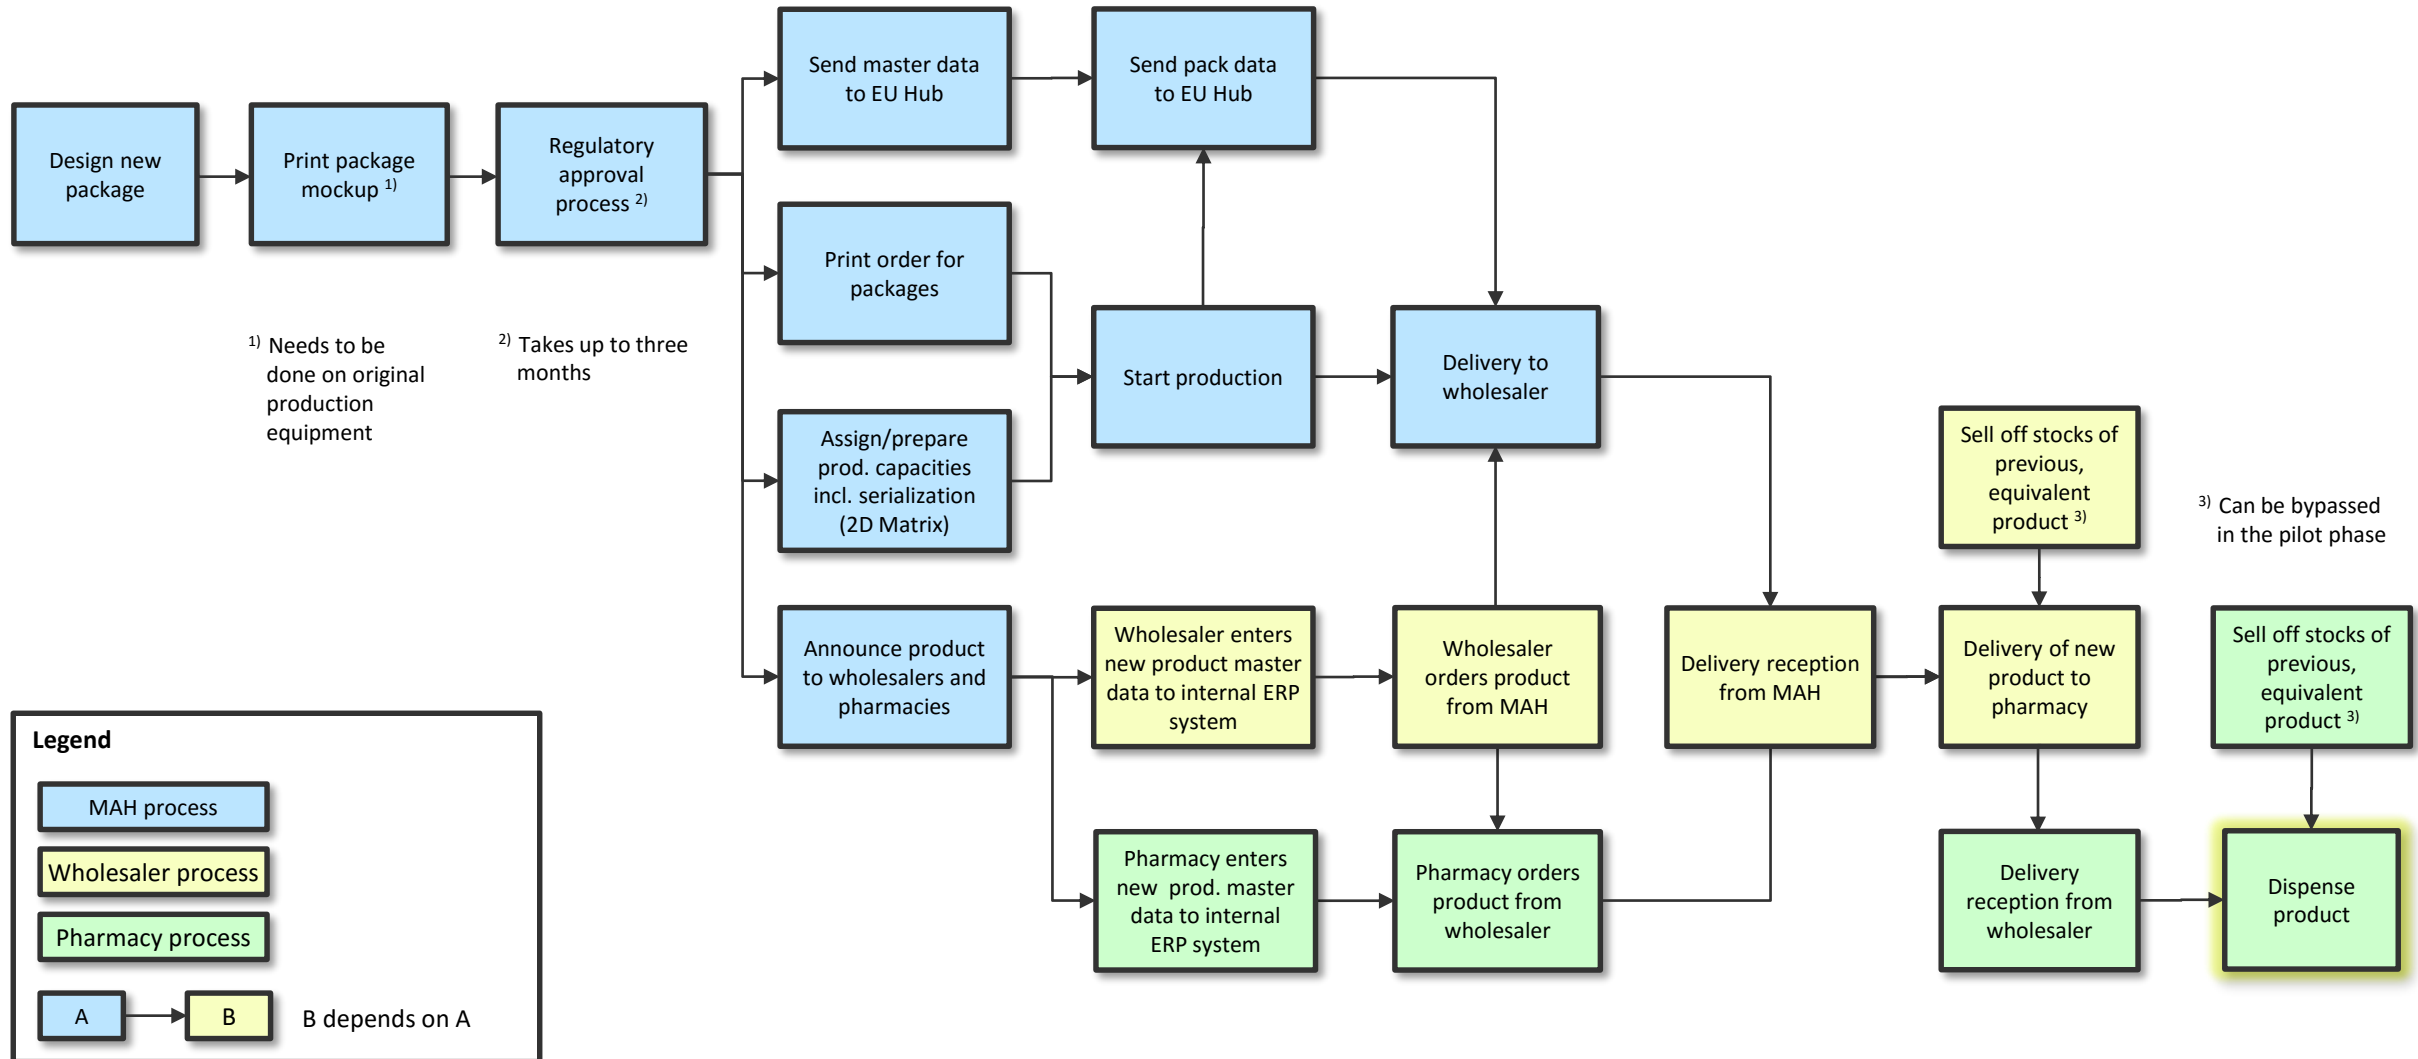 Design new
package
Print package
mockup 1)
Regulatory
approval
process 2)
Send master data
to EU Hub
Send pack data
to EU Hub
Print order for
packages
1) Needs to be
done on original
production
equipment
2) Takes up to three
months
Start production
Delivery to
wholesaler
Assign/prepare
prod. capacities
incl. serialization
(2D Matrix)
Sell off stocks of
previous,
equivalent
product 3)
3) Can be bypassed
in the pilot phase
Announce product
to wholesalers and
pharmacies
Wholesaler enters
new product master
data to internal ERP
system
Wholesaler
orders product
from MAH
Delivery reception
from MAH
Delivery of new
product to
pharmacy
Sell off stocks of
previous,
equivalent
product 3)
Pharmacy enters
new prod. master
data to internal
ERP system
Pharmacy orders
product from
wholesaler
Delivery
reception from
wholesaler
Dispense
product
Legend
MAH process
Wholesaler process
Pharmacy process
A
B
B depends on A